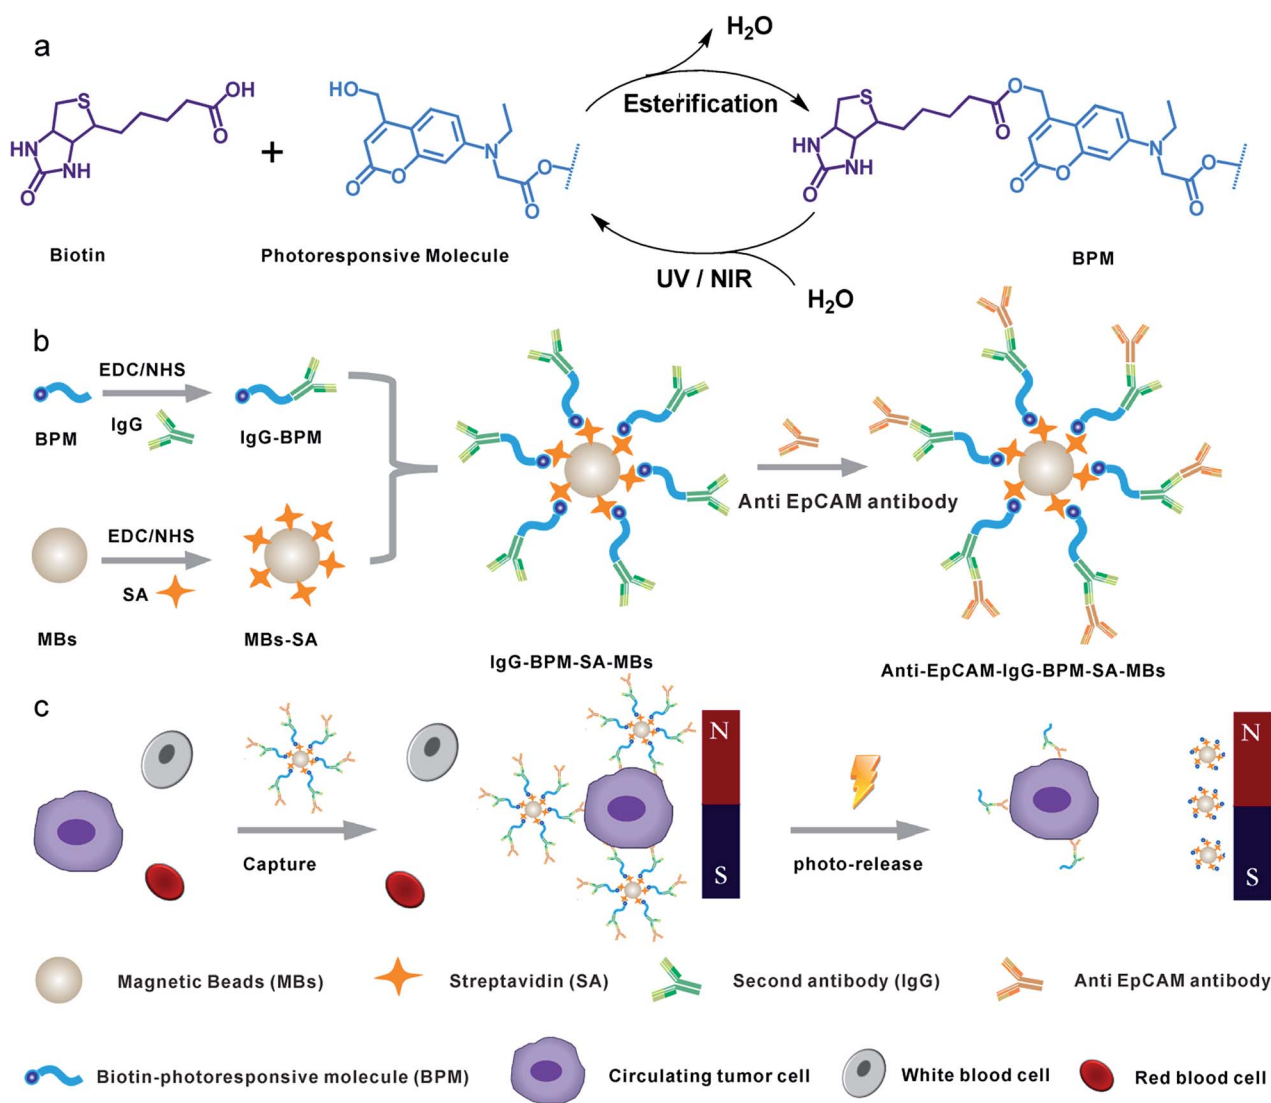 a
H₂O
Esterification
S
OH
O
HN
NH
O
+
HO
N
O
O
O
O
S
O
O
HN
NH
O
N
O
O
O
O
UV / NIR
H₂O
Biotin
Photoresponsive Molecule
BPM
b
EDC/NHS
IgG
BPM
IgG-BPM
Anti EpCAM antibody
EDC/NHS
SA
MBs
MBs-SA
IgG-BPM-SA-MBs
Anti-EpCAM-IgG-BPM-SA-MBs
c
N
N
Capture
photo-release
S
S
Magnetic Beads (MBs)
Streptavidin (SA)
Second antibody (IgG)
Anti EpCAM antibody
Biotin-photoresponsive molecule (BPM)
Circulating tumor cell
White blood cell
Red blood cell